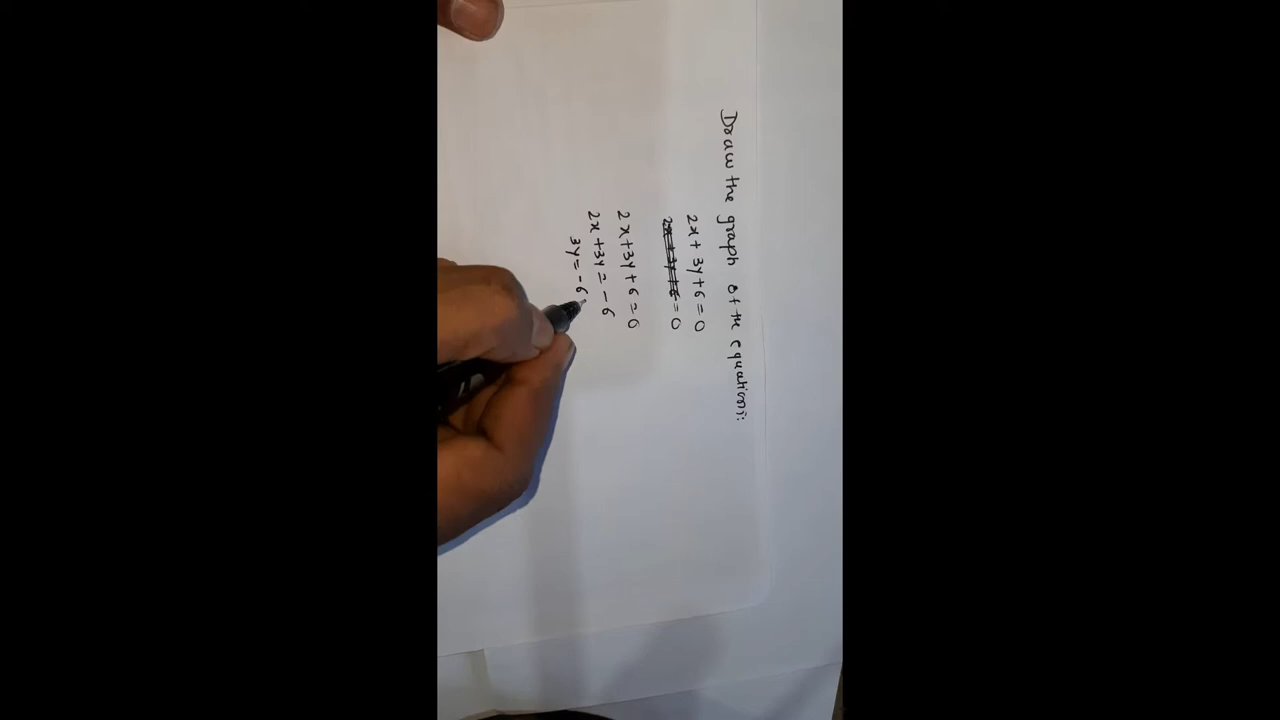 Draw the graph of the equations:
2x + 3y + 6 = 0
= 0
2x + 3y + 6 = 0
2x + 3y = - 6
3y = - 6